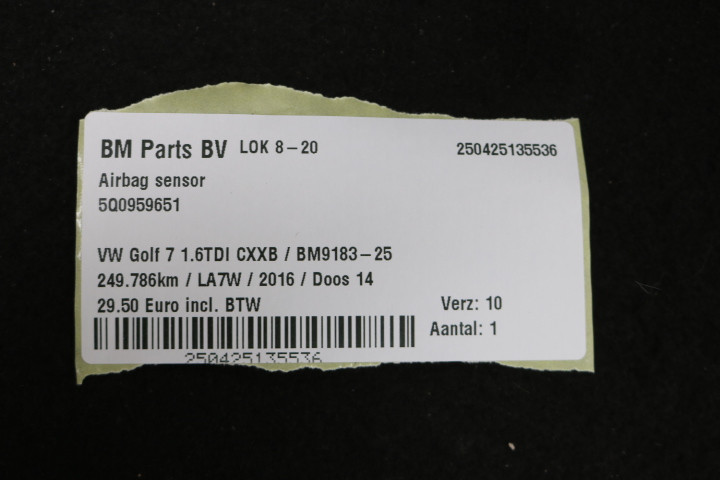 BM Parts BV LOK 8-20 250425135536
Airbag sensor
5Q0959651
VW Golf 7 1.6TDI CXXB / BM9183-25
249.786km / LA7W / 2016 / Doos 14
29.50 Euro incl. BTW Verz: 10
Aantal: 1
250425135536